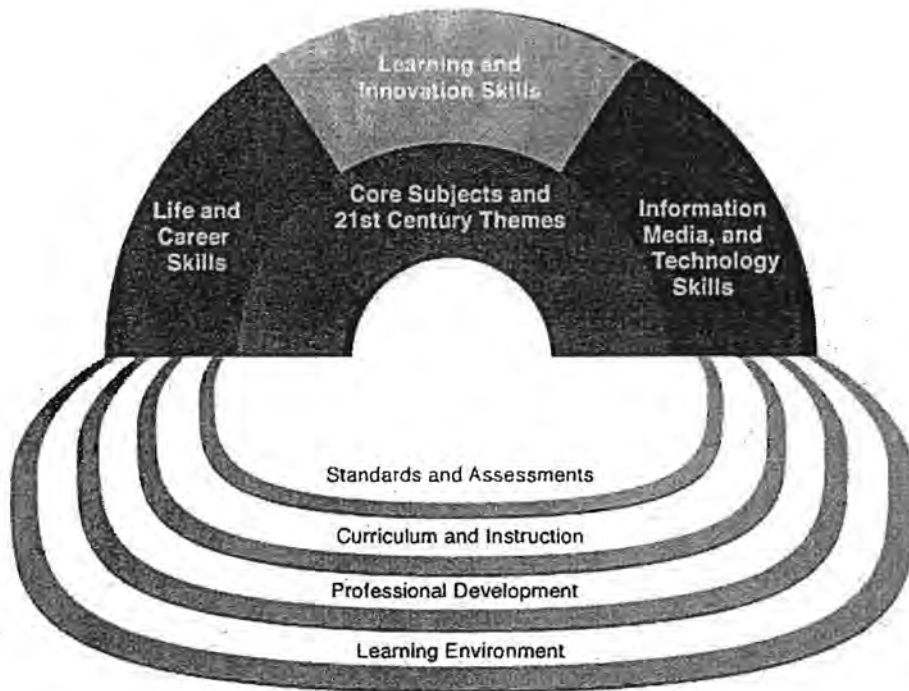 Learning and
Innovation Skills
Core Subjects and
21st Century Themes
Life and
Career
Skills
Information
Media, and
Technology
Skills
Standards and Assessments
Curriculum and Instruction
Professional Development
Learning Environment